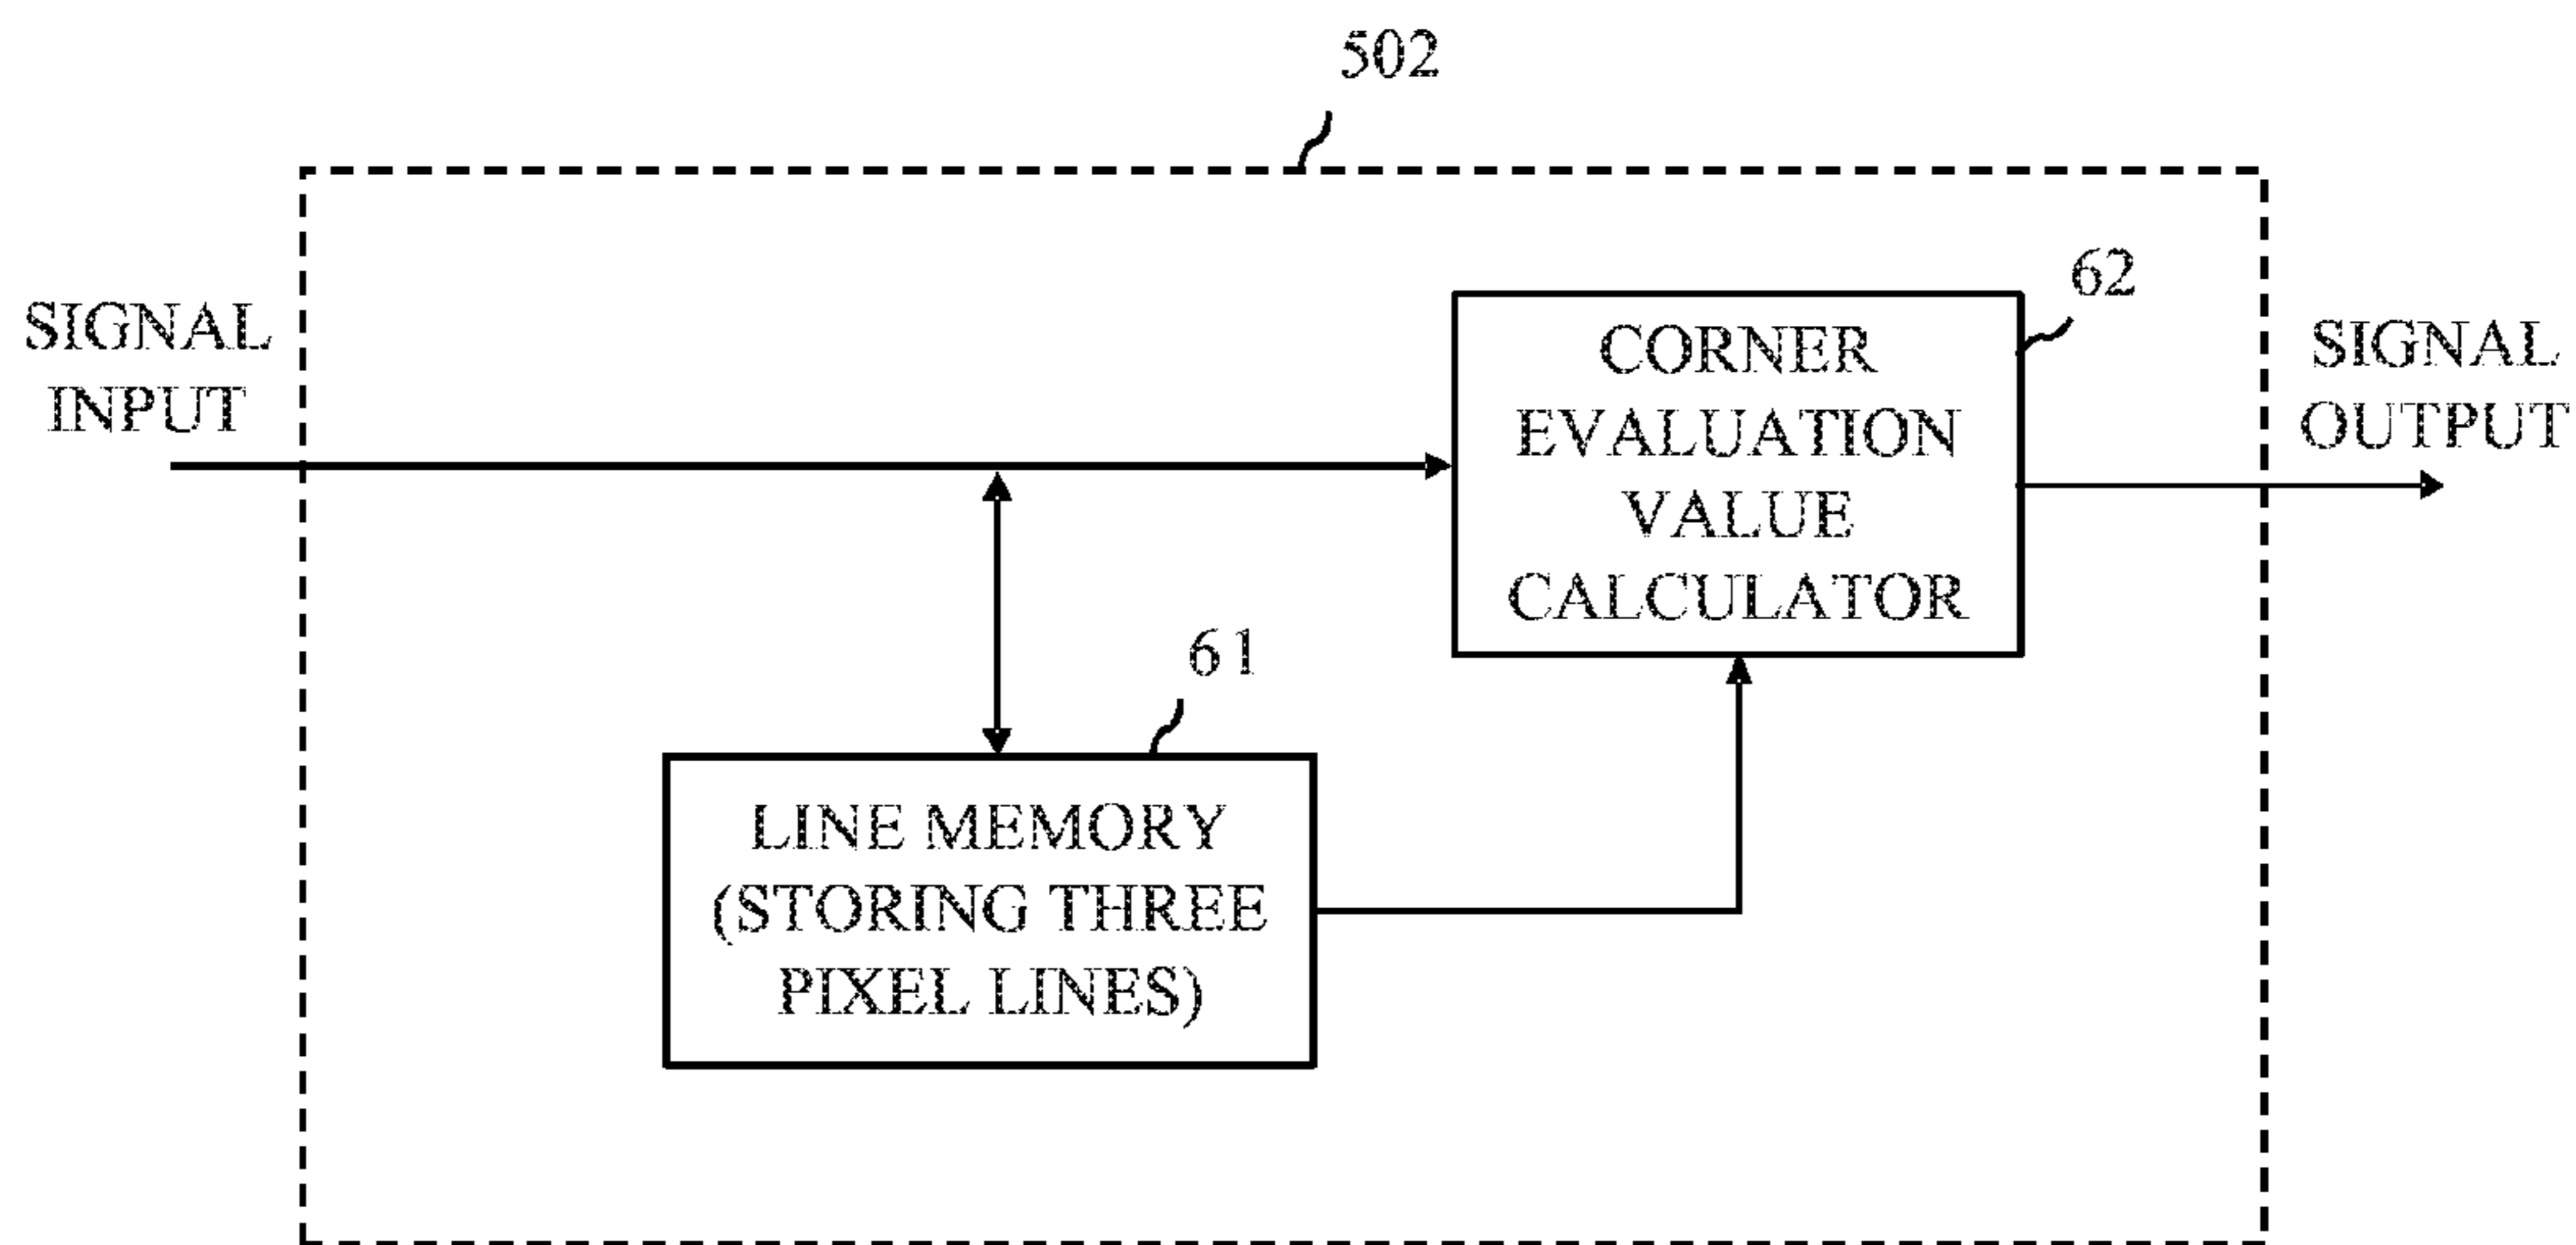 502
SIGNAL
INPUT
62
CORNER
EVALUATION
VALUE
CALCULATOR
SIGNAL
OUTPUT
61
LINE MEMORY
(STORING THREE
PIXEL LINES)